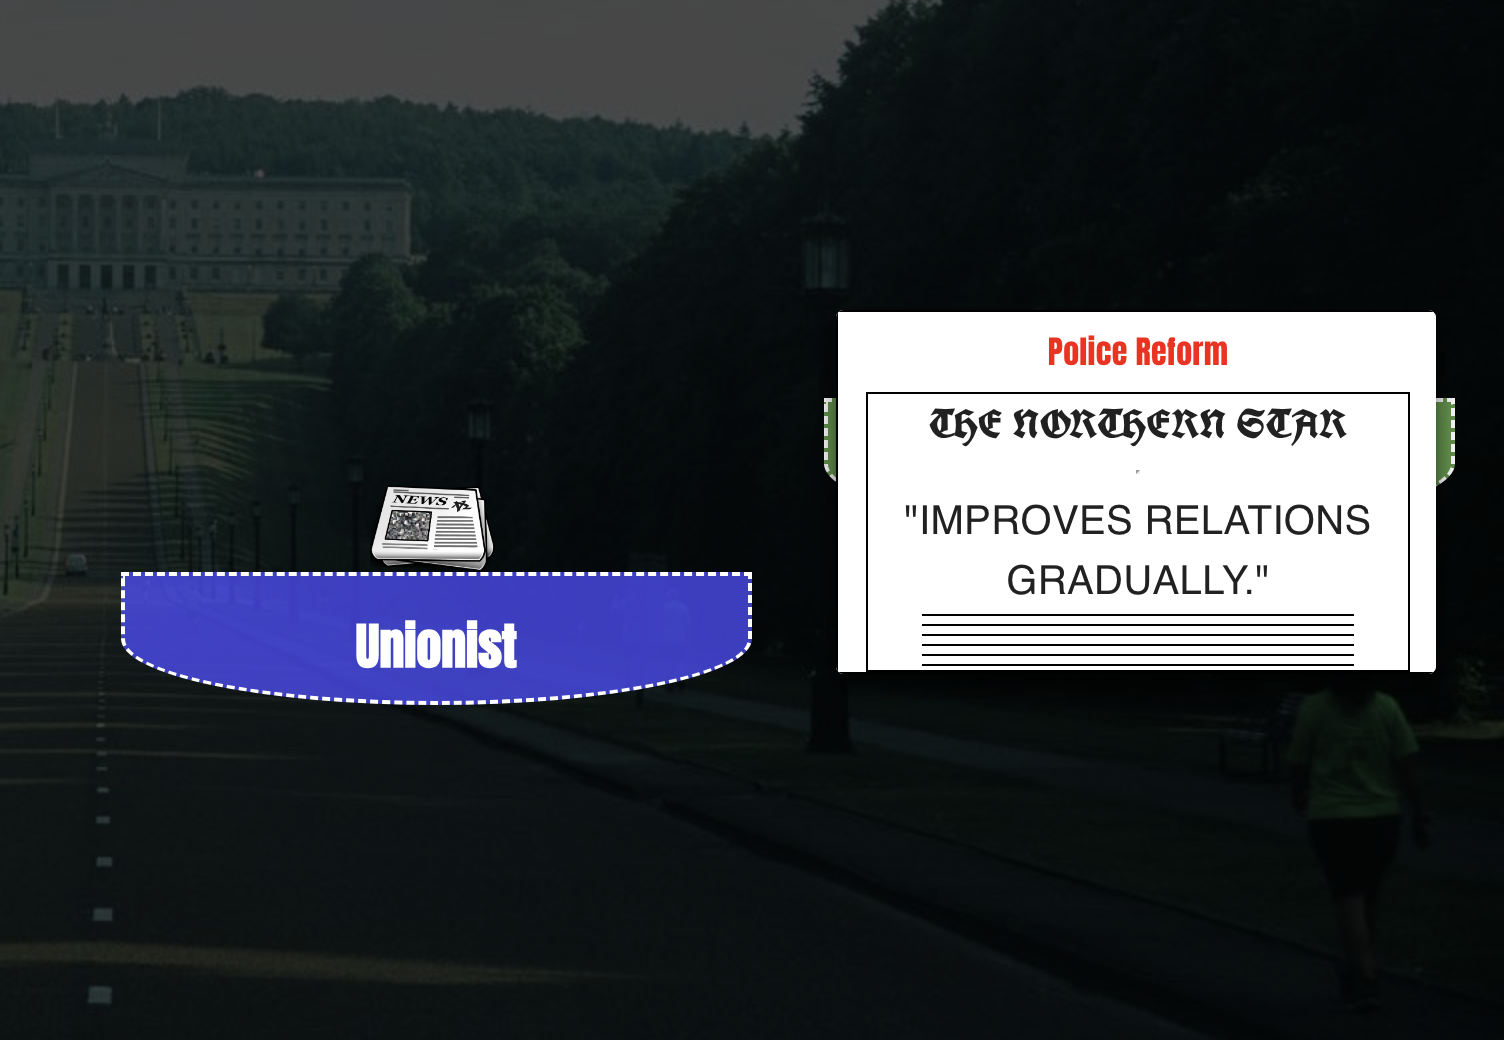 Police Reform
THE NORTHERN STAR
"IMPROVES RELATIONS
GRADUALLY."
NEWS
Unionist